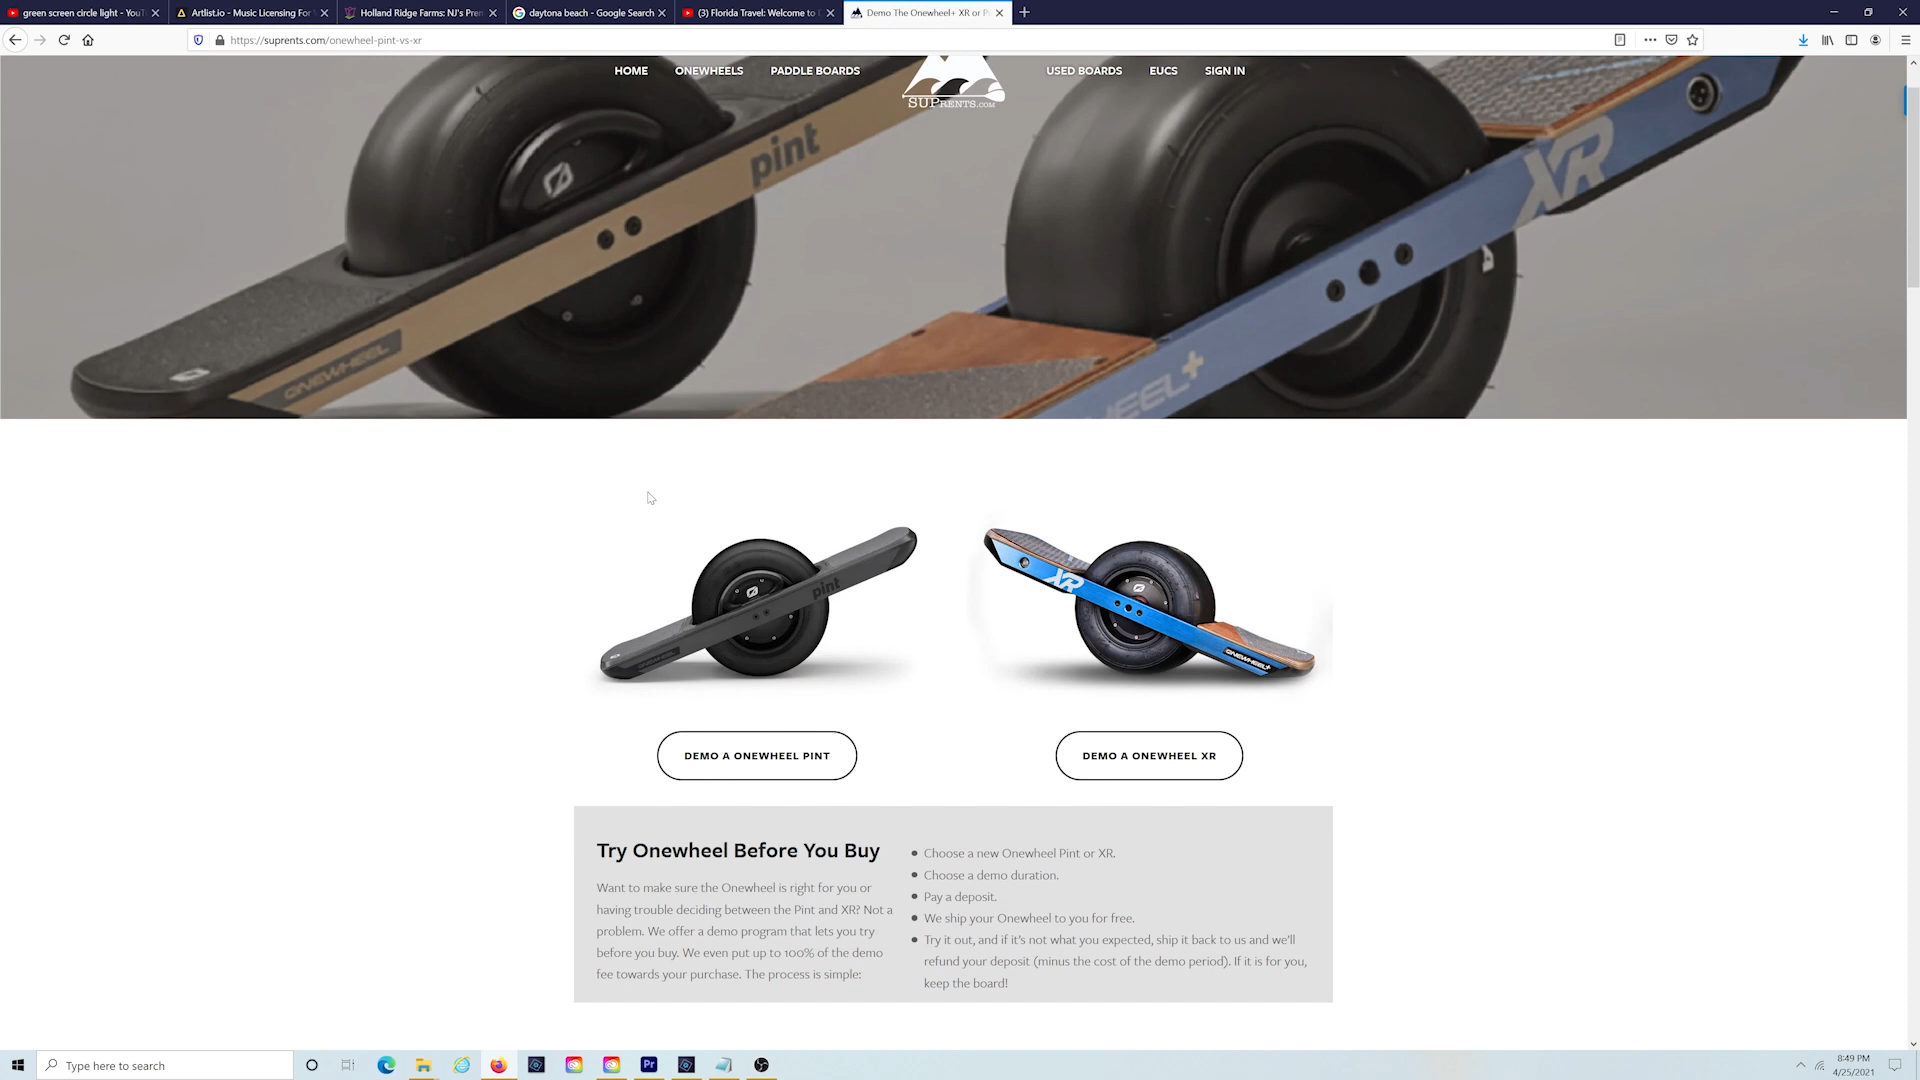 green screen circle light - YouT
Artlist.io - Music Licensing For
Holland Ridge Farms: NJ's Prem
daytona beach - Google Search
(3) Florida Travel: Welcome to
Demo The Onewheel+ XR or Pi
https://suprents.com/onewheel-pint-vs-xr
HOME
ONEWHEELS
PADDLE BOARDS
SUPRENTS.COM
USED BOARDS
EUCS
SIGN IN
pint
XR
ONEWHEEL
HEEL+
pint
XR
ONEWHEEL
ONEWHEEL+
DEMO A ONEWHEEL PINT
DEMO A ONEWHEEL XR
Try Onewheel Before You Buy
Want to make sure the Onewheel is right for you or
having trouble deciding between the Pint and XR? Not a
problem. We offer a demo program that lets you try
before you buy. We even put up to 100% of the demo
fee towards your purchase. The process is simple:
Choose a new Onewheel Pint or XR.
Choose a demo duration.
Pay a deposit.
We ship your Onewheel to you for free.
Try it out, and if it's not what you expected, ship it back to us and we'll
refund your deposit (minus the cost of the demo period). If it is for you,
keep the board!
Type here to search
Pr
8:49 PM
4/25/2021